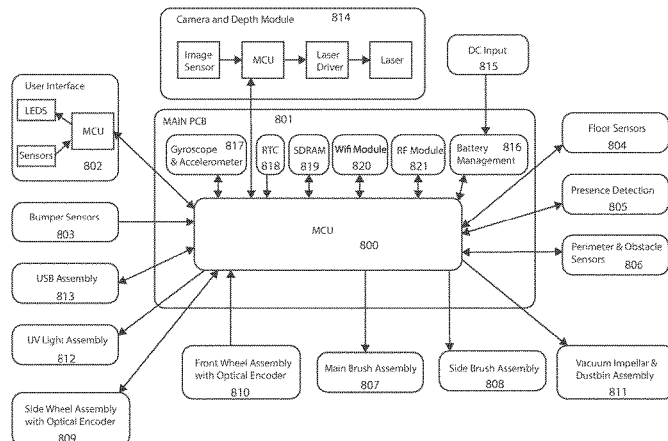 Camera and Depth Module
814
Image
Sensor
MCU
Laser
Driver
Laser
DC Input
815
User Interface
LEDS
MCU
Sensors
802
MAIN PCB
801
Gyroscope
& Accelerometer
817
RTC
818
SDRAM
819
Wifi Module
820
RF Module
821
Battery
Management
816
Floor Sensors
804
Bumper Sensors
803
MCU
800
Presence Detection
805
USB Assembly
813
Perimeter & Obstacle
Sensors
806
UV Light Assembly
812
Side Wheel Assembly
with Optical Encoder
809
Front Wheel Assembly
with Optical Encoder
810
Main Brush Assembly
807
Side Brush Assembly
808
Vacuum Impellar &
Dustbin Assembly
811